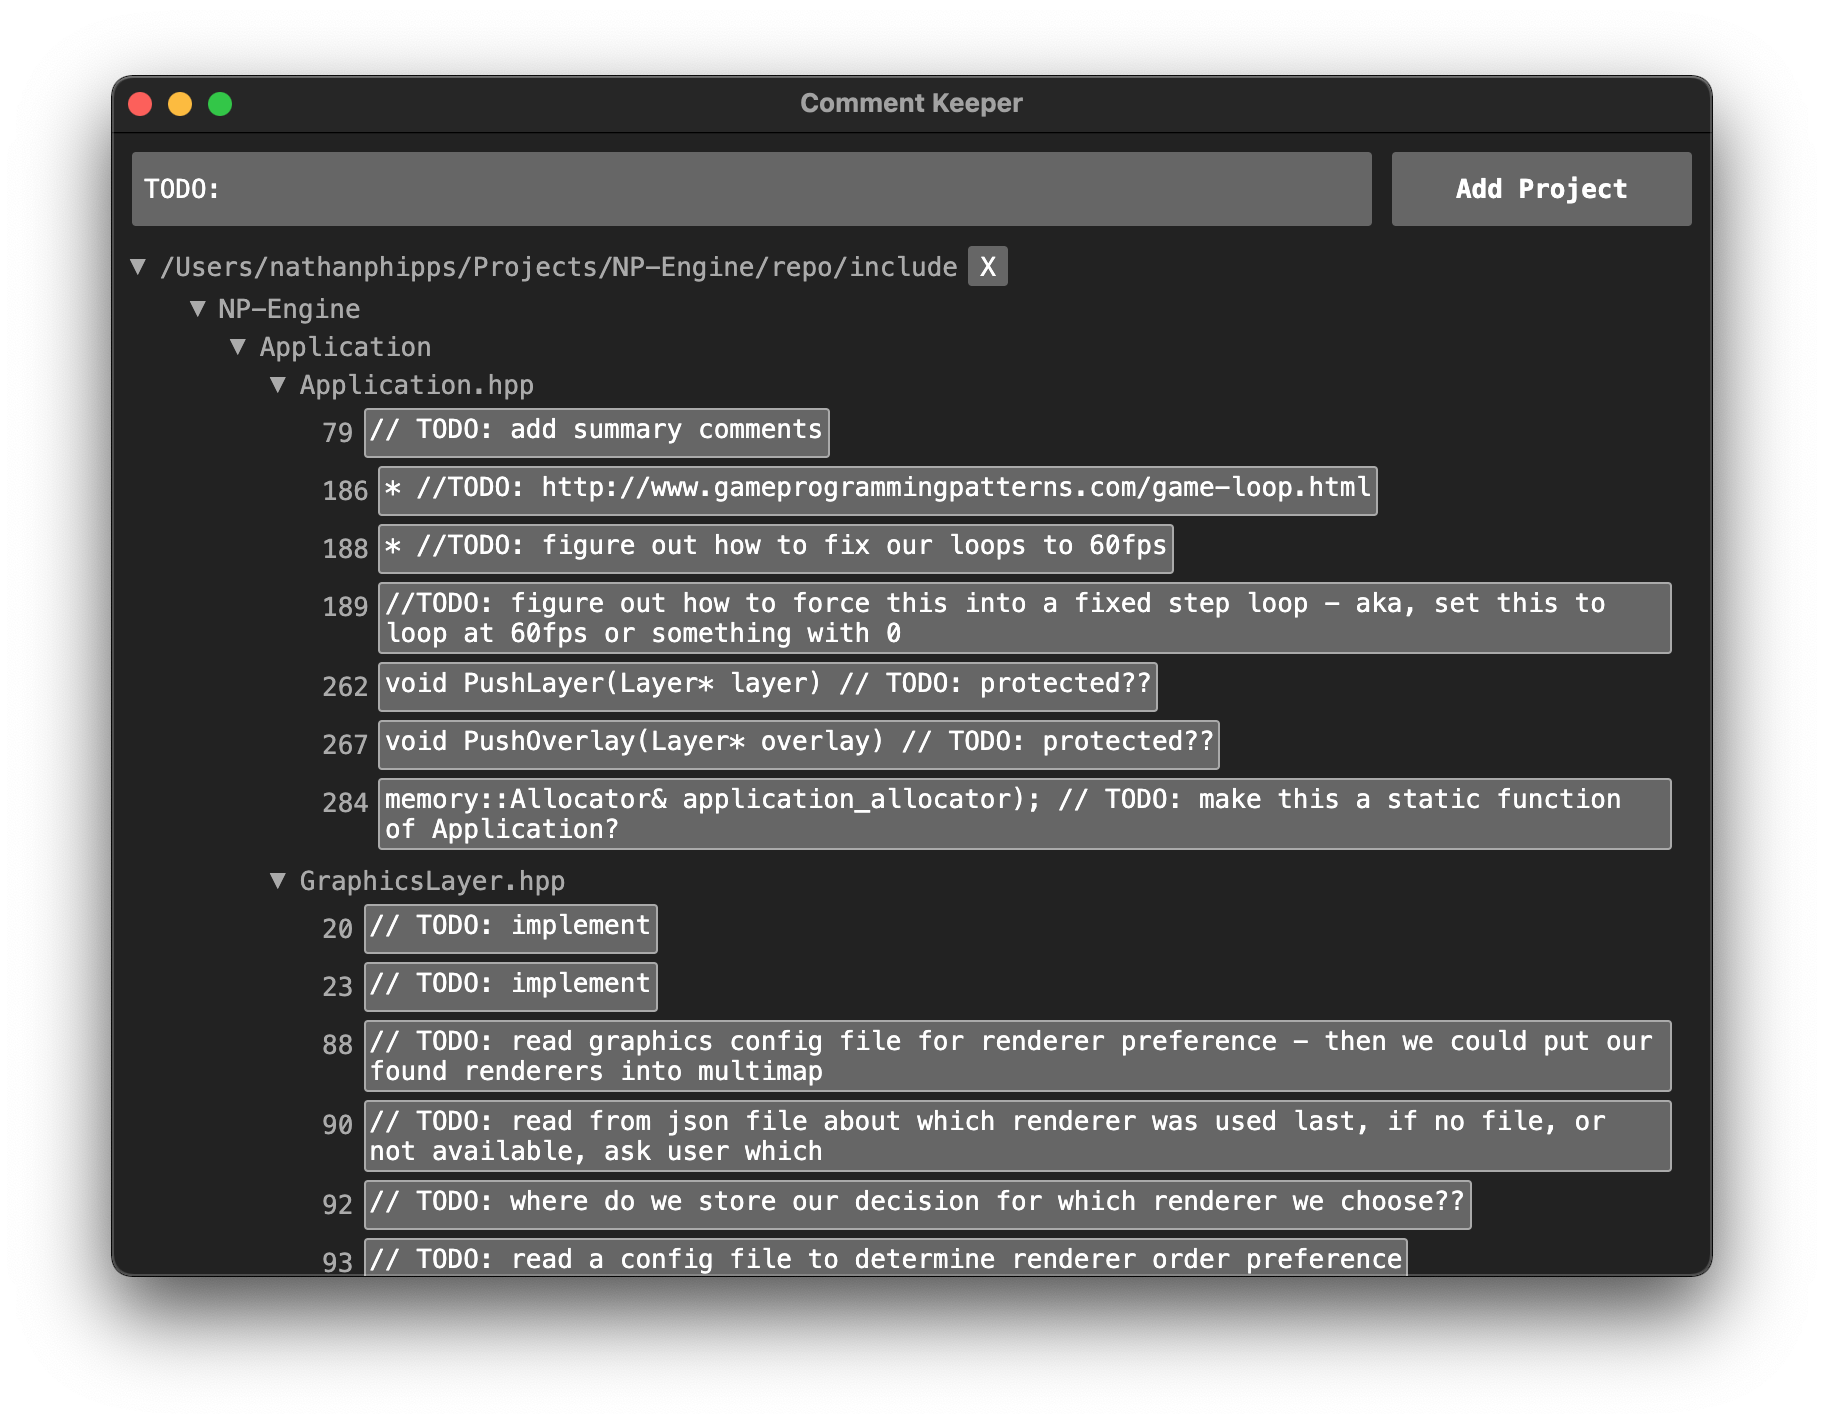 Comment Keeper
TODO:
Add Project
▼ /Users/nathanphipps/Projects/NP-Engine/repo/include X
▼ NP-Engine
▼ Application
▼ Application.hpp
79 // TODO: add summary comments
186 * //TODO: http://www.gameprogrammingpatterns.com/game-loop.html
188 * //TODO: figure out how to fix our loops to 60fps
189 //TODO: figure out how to force this into a fixed step loop - aka, set this to
loop at 60fps or something with 0
262 void PushLayer(Layer* layer) // TODO: protected??
267 void PushOverlay(Layer* overlay) // TODO: protected??
284 memory::Allocator& application_allocator); // TODO: make this a static function
of Application?
▼ GraphicsLayer.hpp
20 // TODO: implement
23 // TODO: implement
88 // TODO: read graphics config file for renderer preference - then we could put our
found renderers into multimap
90 // TODO: read from json file about which renderer was used last, if no file, or
not available, ask user which
92 // TODO: where do we store our decision for which renderer we choose??
93 // TODO: read a config file to determine renderer order preference